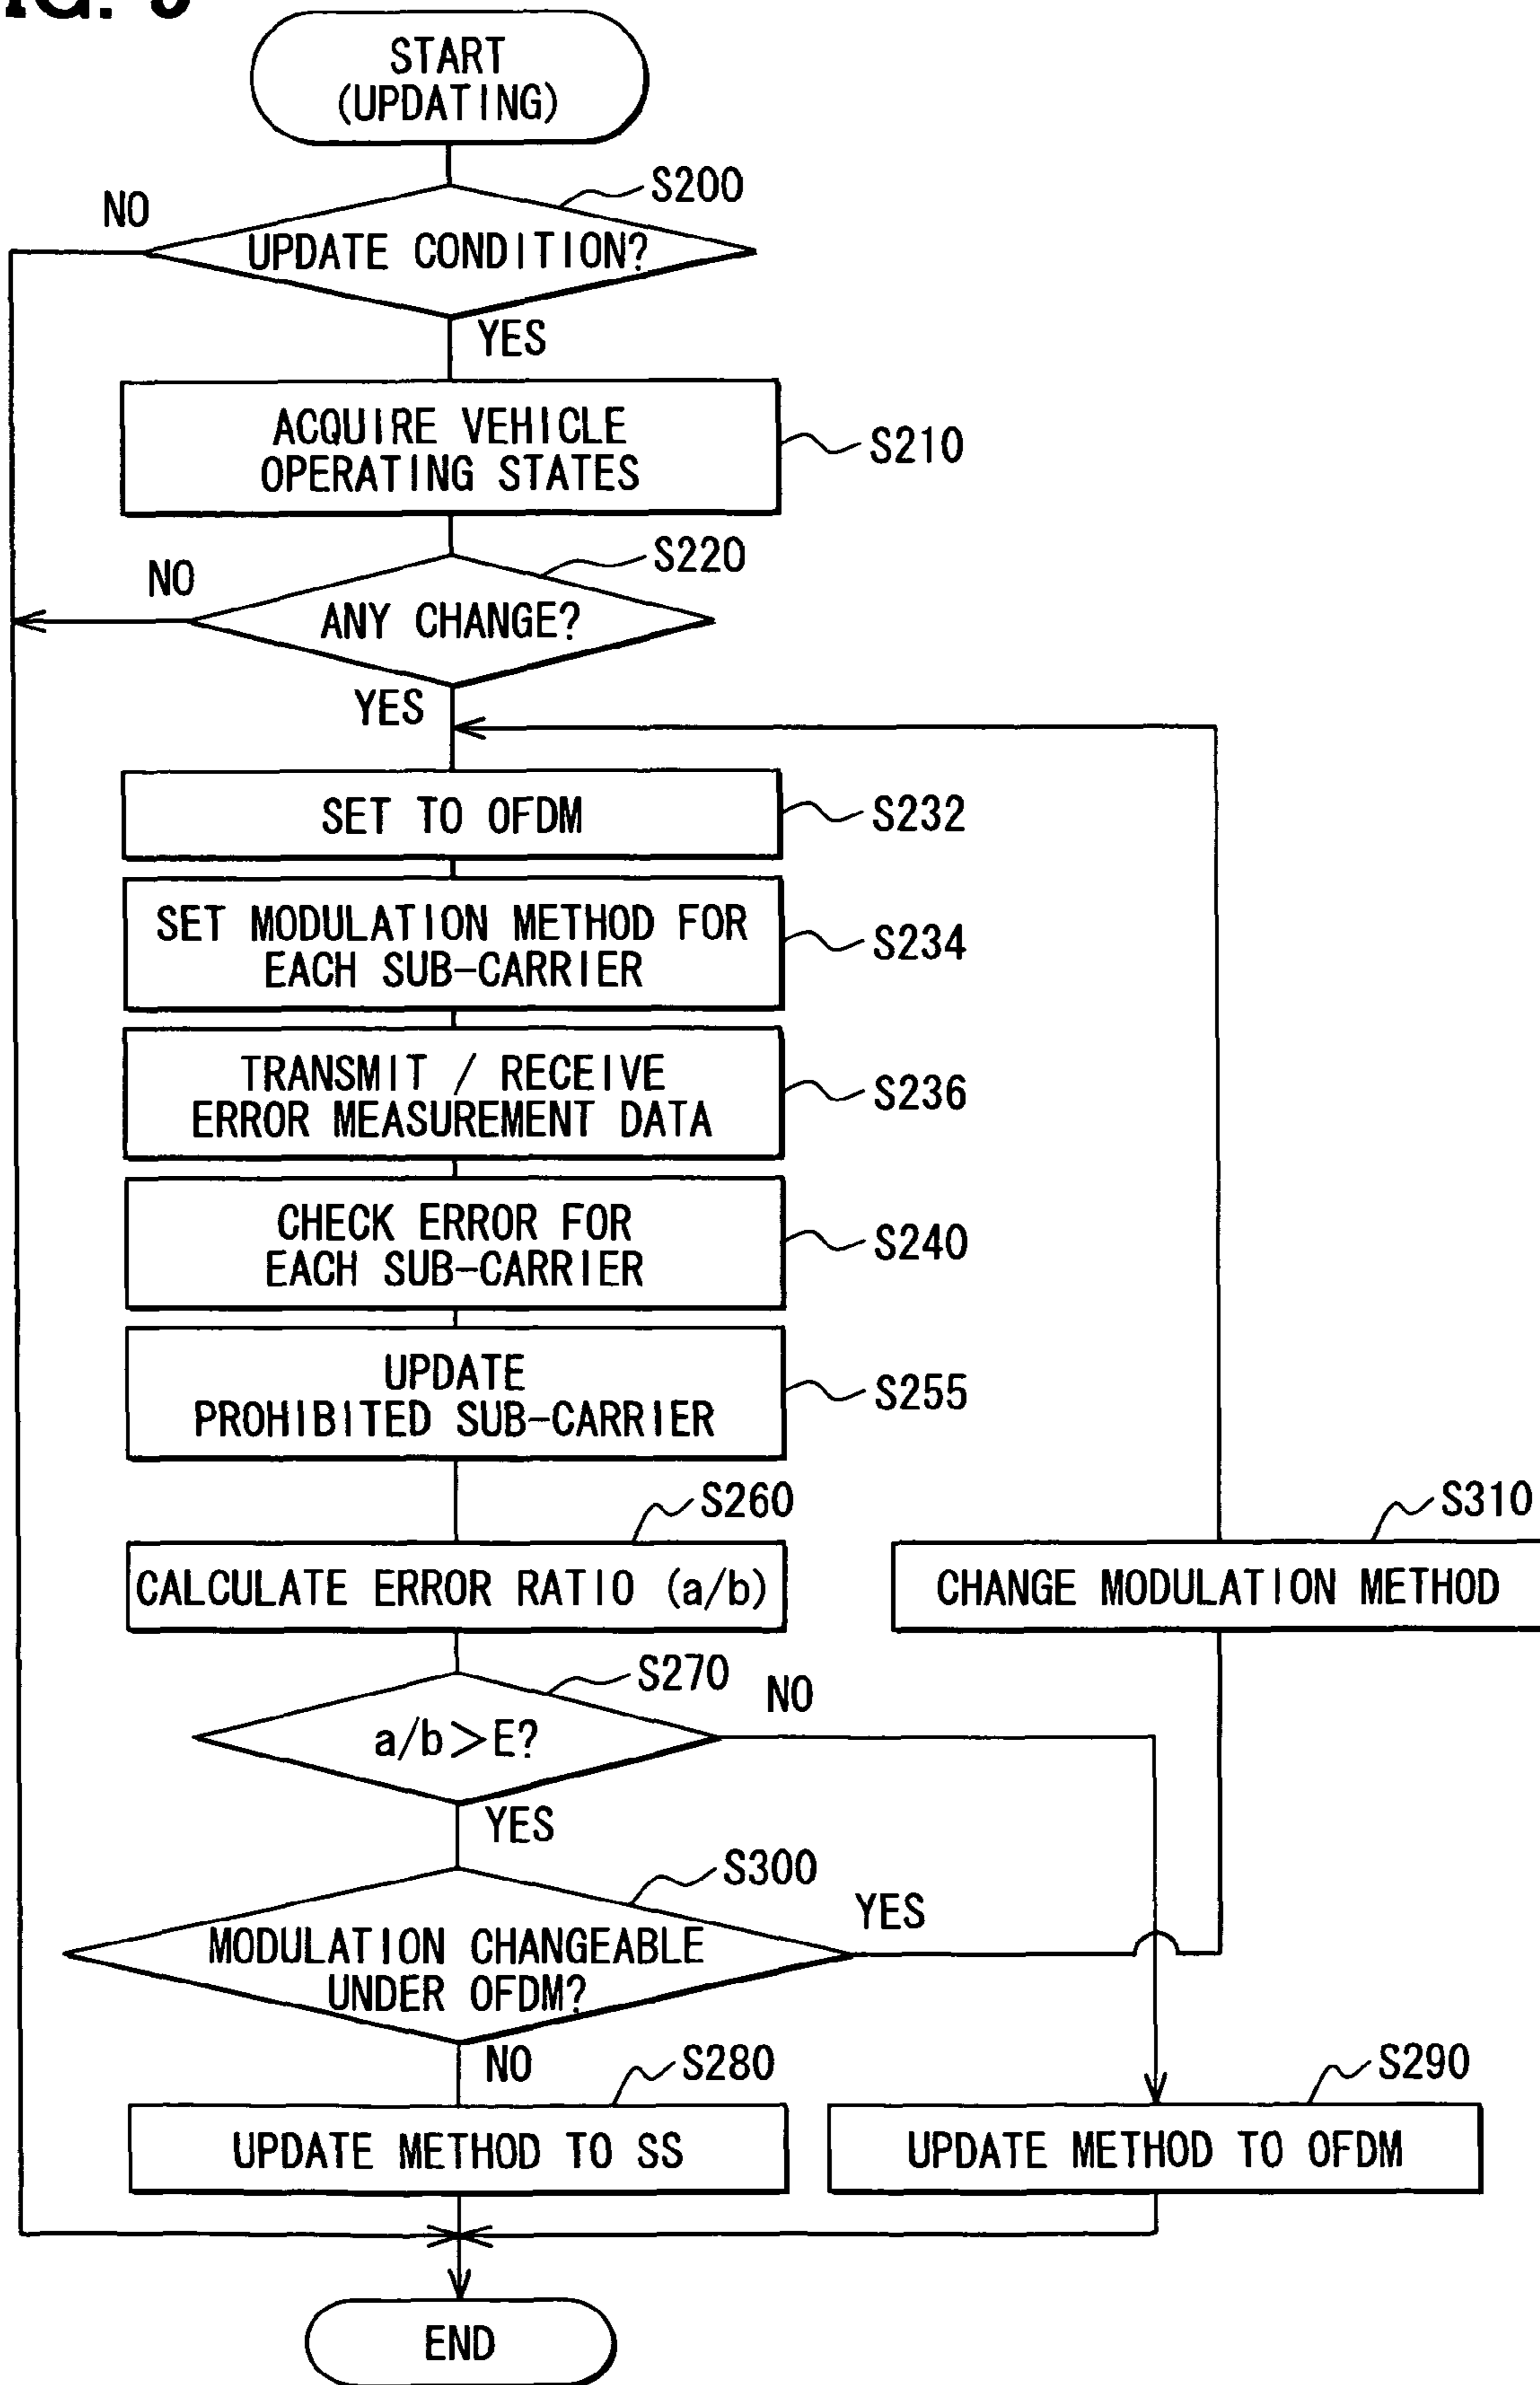 START
(UPDATING)
S200
NO
UPDATE CONDITION?
YES
ACQUIRE VEHICLE
OPERATING STATES
S210
S220
NO
ANY CHANGE?
YES
SET TO OFDM
S232
SET MODULATION METHOD FOR
EACH SUB-CARRIER
S234
TRANSMIT / RECEIVE
ERROR MEASUREMENT DATA
S236
CHECK ERROR FOR
EACH SUB-CARRIER
S240
UPDATE
PROHIBITED SUB-CARRIER
S255
S260
CALCULATE ERROR RATIO (a/b)
S310
CHANGE MODULATION METHOD
S270
NO
a/b>E?
YES
S300
YES
MODULATION CHANGEABLE
UNDER OFDM?
NO
S280
UPDATE METHOD TO SS
S290
UPDATE METHOD TO OFDM
END